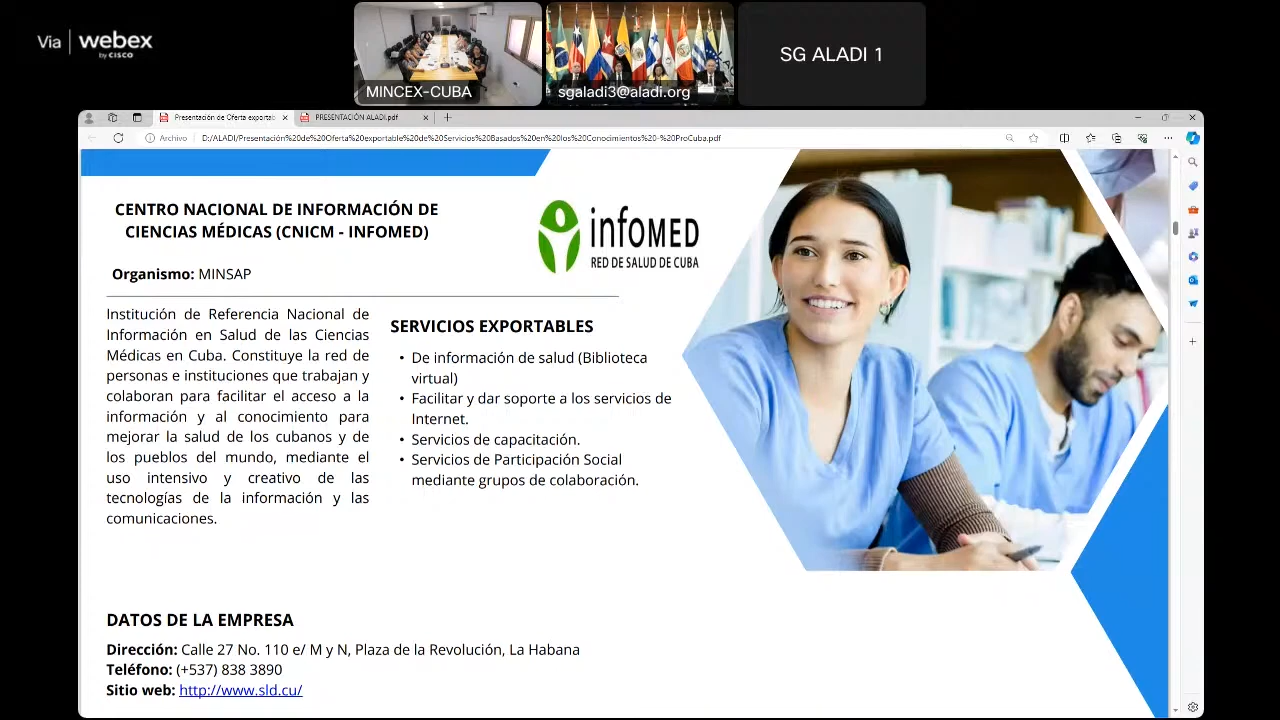 Via webex
by CISCO
MINCEX-CUBA
sgaladi3@aladi.org
SG ALADI 1
Presentación de Oferta exportab
PRESENTACIÓN ALADI.pdf
Archivo
D:/ALADI/Presentación%20de%20Oferta%20exportable%20de%20Servicios%20Basados%20en%20los%20Conocimientos%20-%20ProCuba.pdf
CENTRO NACIONAL DE INFORMACIÓN DE
CIENCIAS MÉDICAS (CNICM - INFOMED)
Organismo: MINSAP
infOMED
RED DE SALUD DE CUBA
Institución de Referencia Nacional de
Información en Salud de las Ciencias
Médicas en Cuba. Constituye la red de
personas e instituciones que trabajan y
colaboran para facilitar el acceso a la
información y al conocimiento para
mejorar la salud de los cubanos y de
los pueblos del mundo, mediante el
uso intensivo y creativo de las
tecnologías de la información y las
comunicaciones.
SERVICIOS EXPORTABLES
• De información de salud (Biblioteca
virtual)
• Facilitar y dar soporte a los servicios de
Internet.
• Servicios de capacitación.
• Servicios de Participación Social
mediante grupos de colaboración.
DATOS DE LA EMPRESA
Dirección: Calle 27 No. 110 e/ M y N, Plaza de la Revolución, La Habana
Teléfono: (+537) 838 3890
Sitio web: http://www.sld.cu/